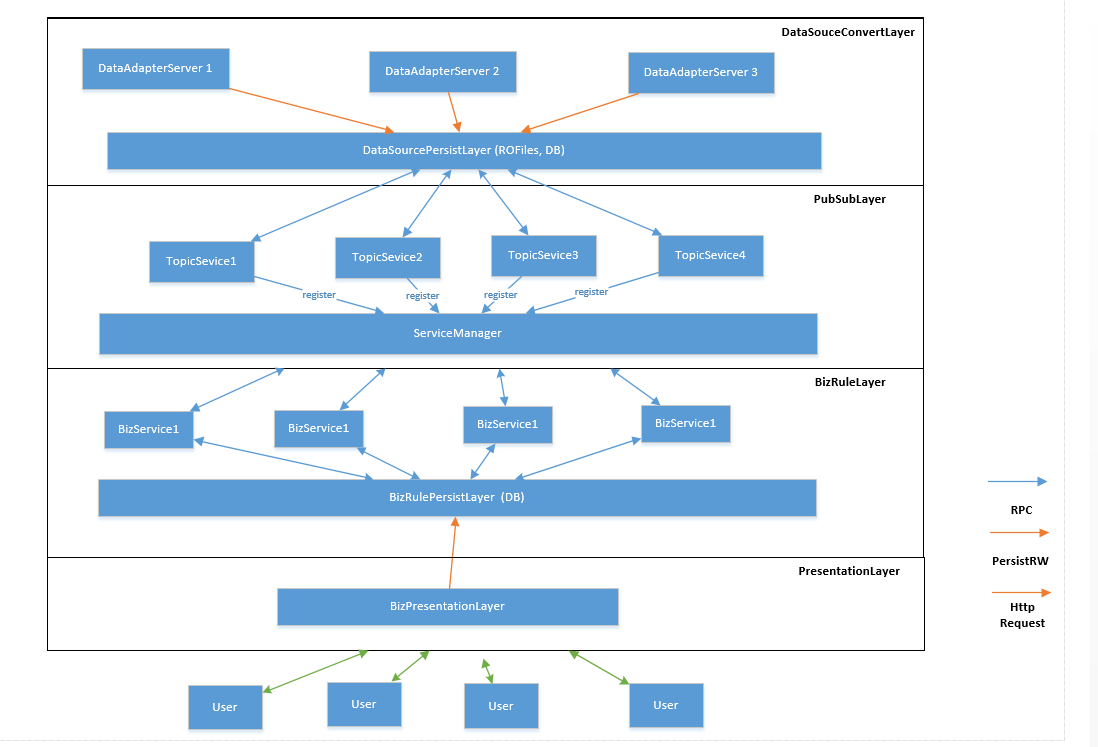 DataSouceConvertLayer
DataAdapterServer 1
DataAdapterServer 2
DataAdapterServer 3
DataSourcePersistLayer (ROFiles, DB)
PubSubLayer
TopicSevice1
TopicSevice2
TopicSevice3
TopicSevice4
register
register
register
register
ServiceManager
BizRuleLayer
BizService1
BizService1
BizService1
BizService1
BizRulePersistLayer (DB)
RPC
PersistRW
Http
Request
PresentationLayer
BizPresentationLayer
User
User
User
User